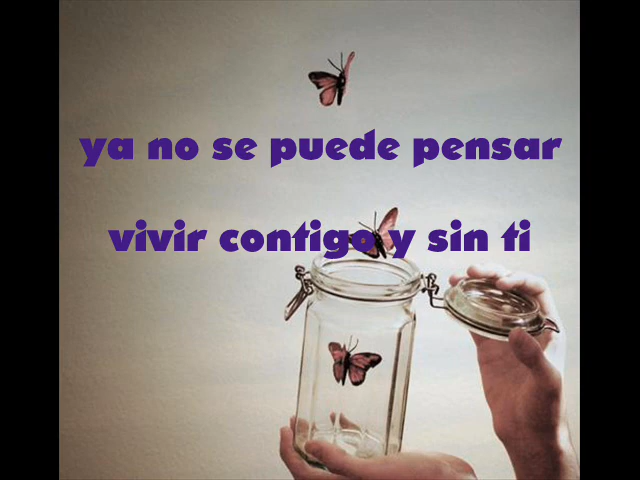 ya no se puede pensar
vivir contigo y sin ti